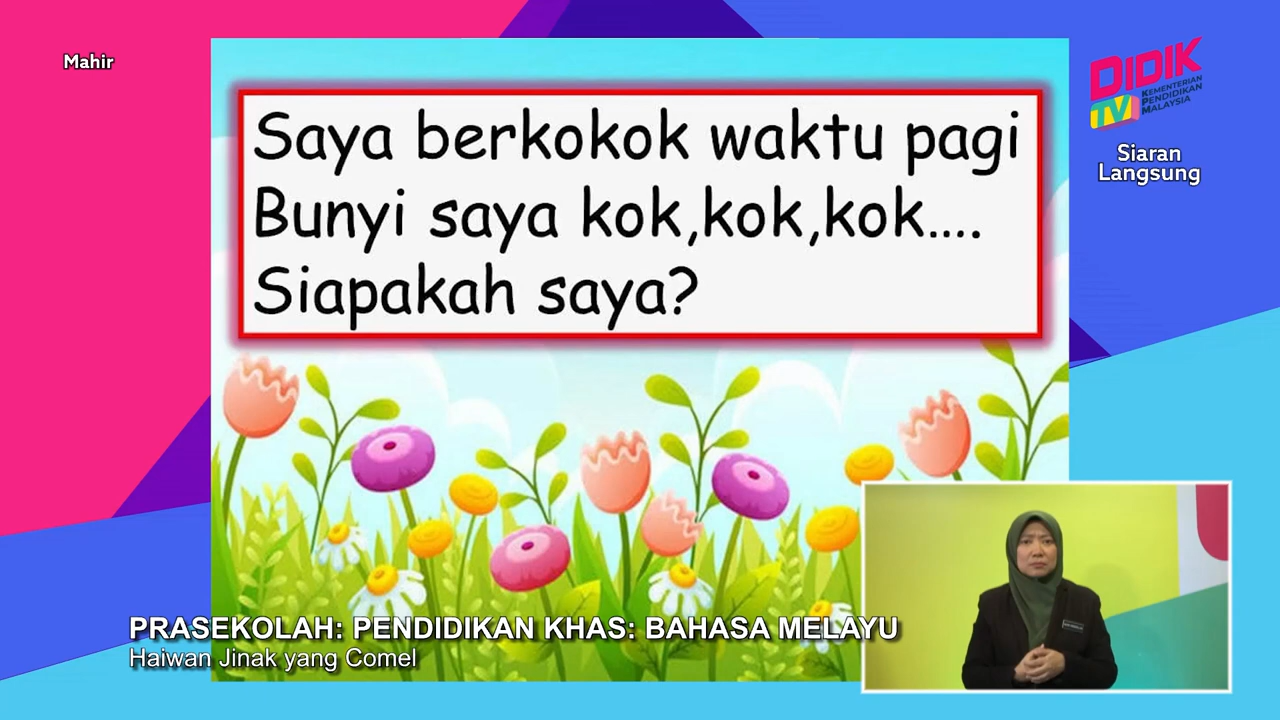 Mahir
Saya berkokok waktu pagi
Bunyi saya kok,kok,kok....
Siapakah saya?
DIDIK
TV
KEMENTERIAN
PENDIDIKAN
MALAYSIA
Siaran
Langsung
PRASEKOLAH: PENDIDIKAN KHAS: BAHASA MELAYU
Haiwan Jinak yang Comel